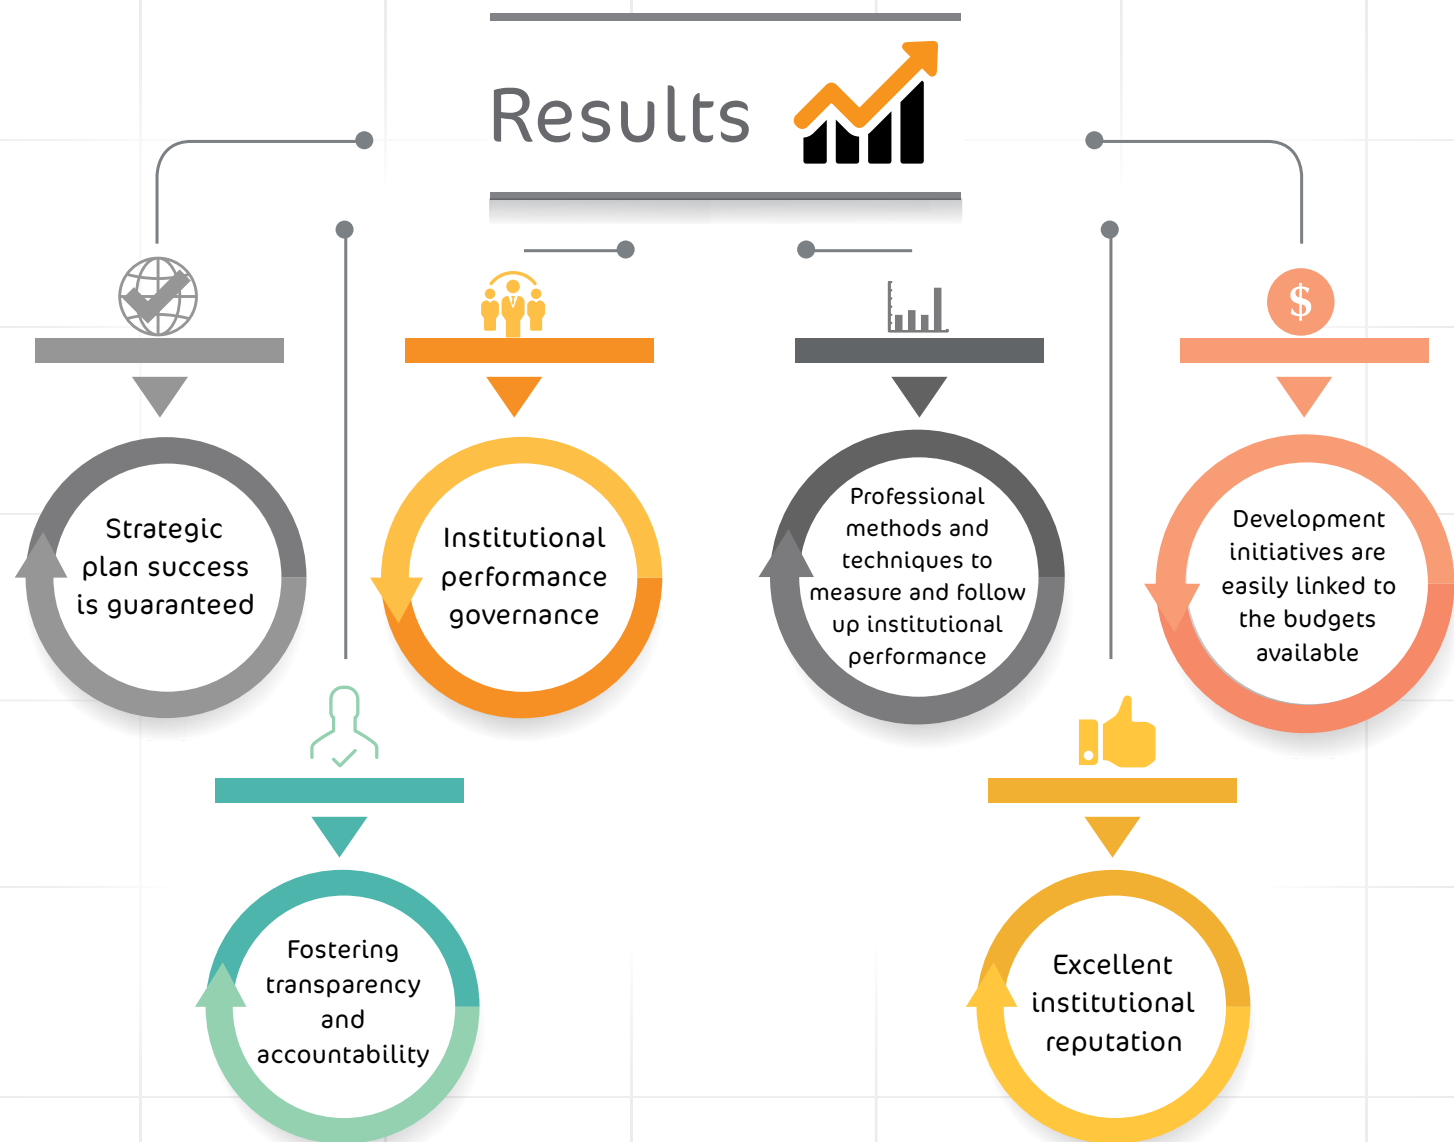 Results
$
Strategic
plan success
is guaranteed
Institutional
performance
governance
Professional
methods and
techniques to
measure and follow
up institutional
performance
Development
initiatives are
easily linked to
the budgets
available
Fostering
transparency
and
accountability
Excellent
institutional
reputation